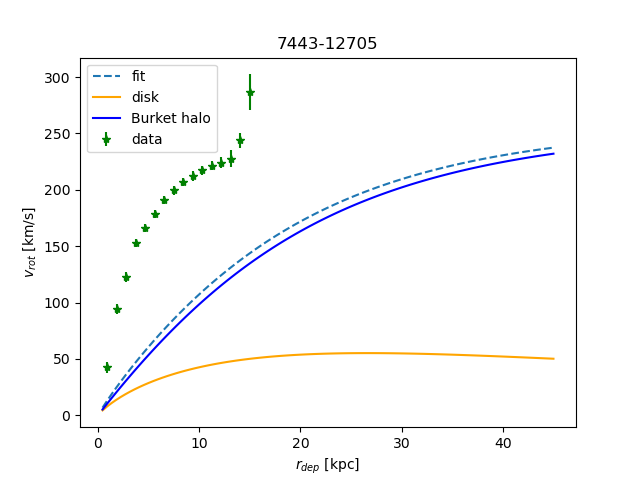 7443-12705
fit
disk
Burket halo
data
300
250
200
150
100
50
0
v_rot [km/s]
0 10 20 30 40
r_dep [kpc]